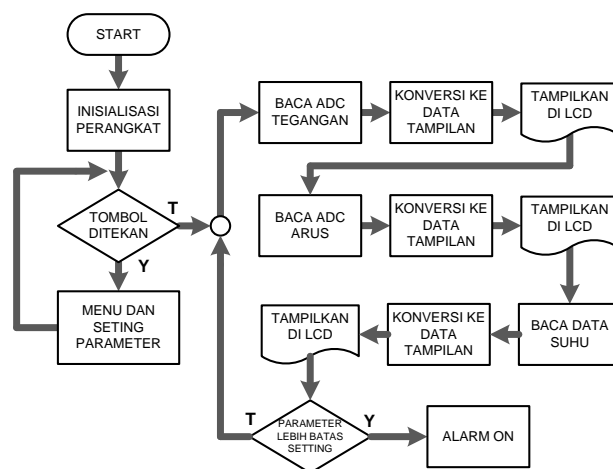 START
INISIALISASI
PERANGKAT
TOMBOL
DITEKAN
T
Y
MENU DAN
SETING
PARAMETER
BACA ADC
TEGANGAN
KONVERSI KE
DATA
TAMPILAN
TAMPILKAN
DI LCD
BACA ADC
ARUS
KONVERSI KE
DATA
TAMPILAN
TAMPILKAN
DI LCD
BACA DATA
SUHU
KONVERSI KE
DATA
TAMPILAN
TAMPILKAN
DI LCD
PARAMETER
LEBIH BATAS
SETTING
T
Y
ALARM ON